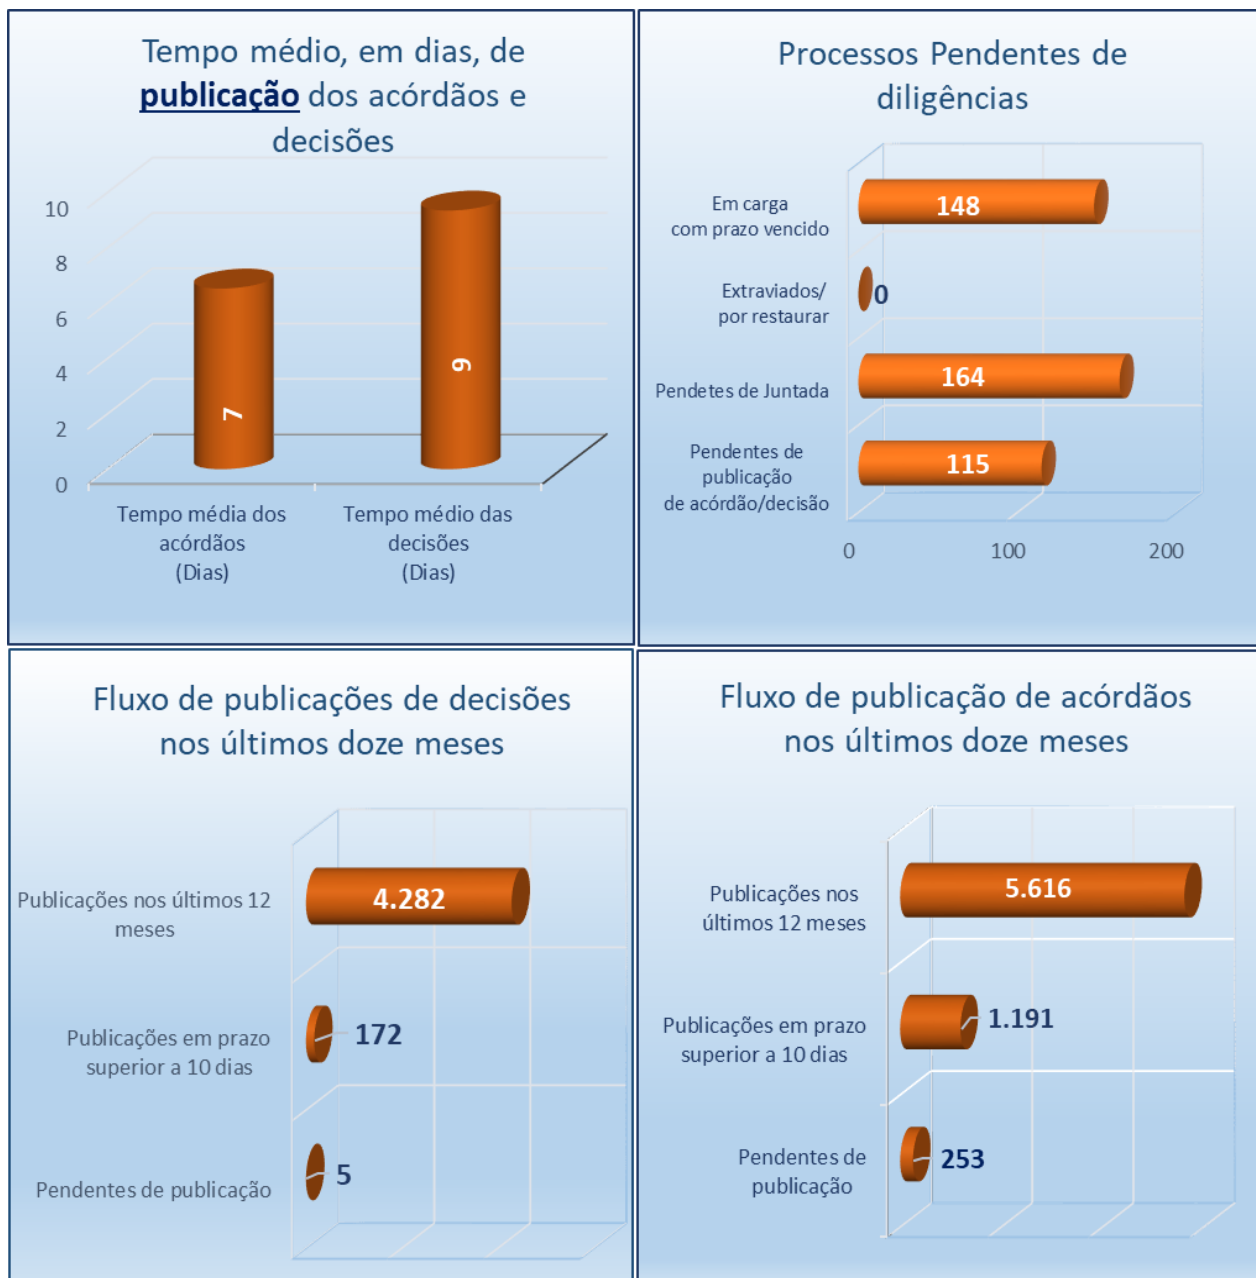 Tempo médio, em dias, de
publicação dos acórdãos e
decisões
10
8
6
4
2
0
7
9
Tempo média dos
acórdãos
(Dias)
Tempo médio das
decisões
(Dias)
Processos Pendentes de
diligências
Em carga
com prazo vencido
148
Extraviados/
por restaurar
0
Pendetes de Juntada
164
Pendentes de
publicação
de acórdão/decisão
115
0
100
200
Fluxo de publicações de decisões
nos últimos doze meses
Publicações nos últimos 12
meses
4.282
Publicações em prazo
superior a 10 dias
172
Pendentes de publicação
5
Fluxo de publicação de acórdãos
nos últimos doze meses
Publicações nos
últimos 12 meses
5.616
Publicações em prazo
superior a 10 dias
1.191
Pendentes de
publicação
253